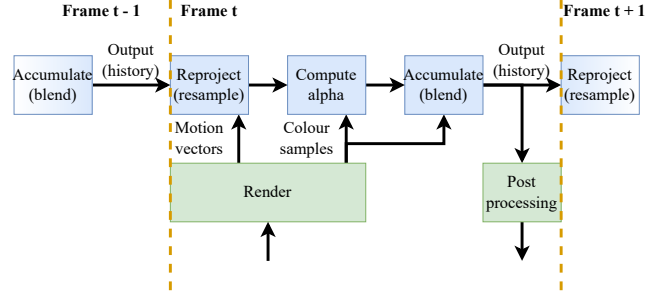 Frame t - 1
Frame t
Frame t + 1
Output
(history)
Output
(history)
Accumulate
(blend)
Reproject
(resample)
Compute
alpha
Accumulate
(blend)
Reproject
(resample)
Motion
vectors
Colour
samples
Render
Post
processing